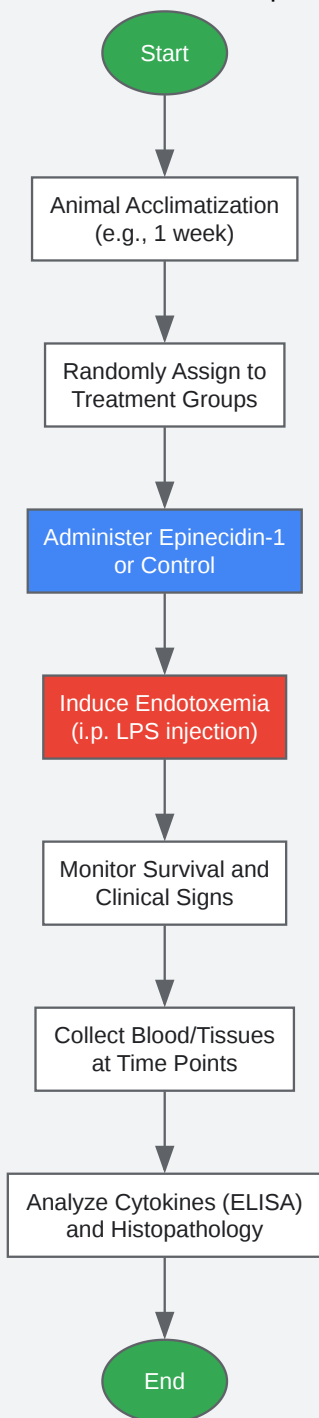 Start
Animal Acclimatization
(e.g., 1 week)
Randomly Assign to
Treatment Groups
Administer Epinecidin-1
or Control
Induce Endotoxemia
(i.p. LPS injection)
Monitor Survival and
Clinical Signs
Collect Blood/Tissues
at Time Points
Analyze Cytokines (ELISA)
and Histopathology
End